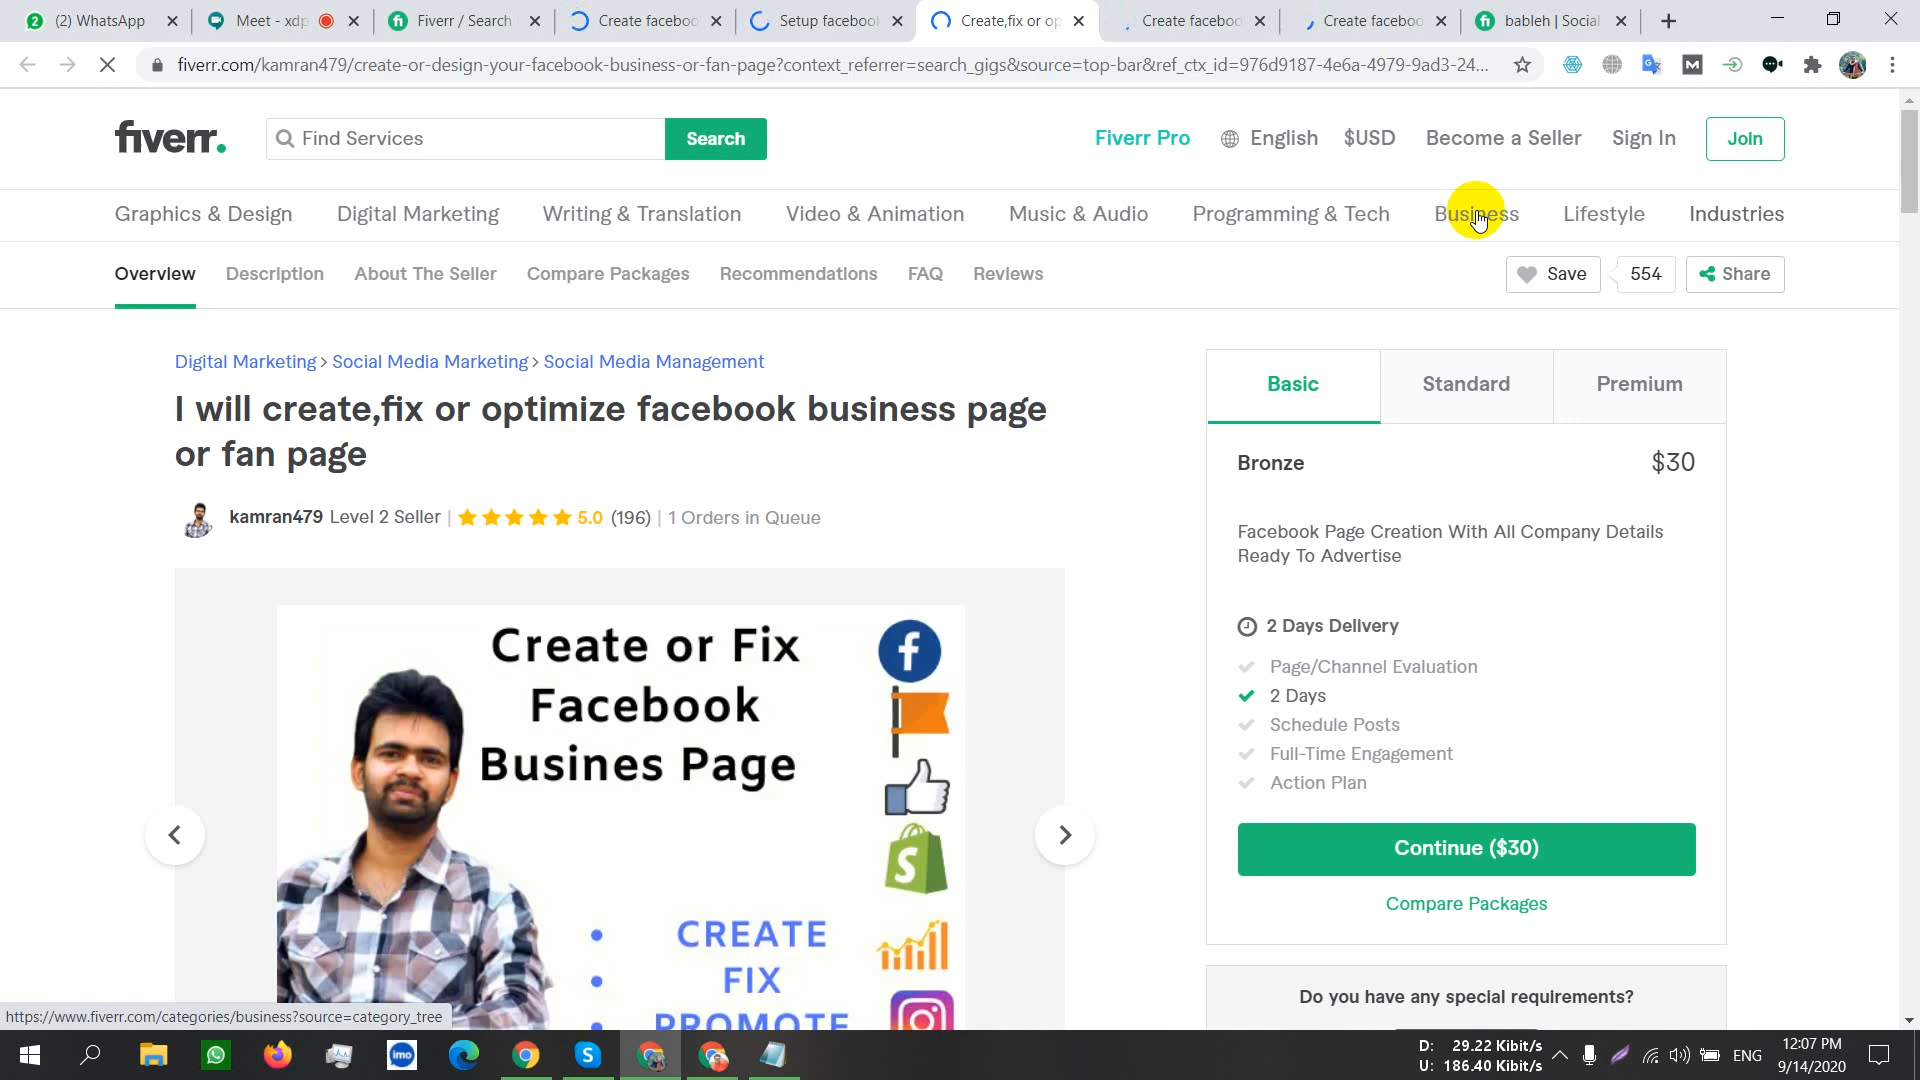 (2) WhatsApp
Meet - xdp
Fiverr / Search
Create faceboo
Setup facebook
Create,fix or op
Create faceboo
Create faceboo
bableh | Social
fiverr.com/kamran479/create-or-design-your-facebook-business-or-fan-page?context_referrer=search_gigs&source=top-bar&ref_ctx_id=976d9187-4e6a-4979-9ad3-24...
fiverr.
Find Services
Search
Fiverr Pro
English
$USD
Become a Seller
Sign In
Join
Graphics & Design
Digital Marketing
Writing & Translation
Video & Animation
Music & Audio
Programming & Tech
Business
Lifestyle
Industries
Overview
Description
About The Seller
Compare Packages
Recommendations
FAQ
Reviews
Save
554
Share
Digital Marketing > Social Media Marketing > Social Media Management
I will create,fix or optimize facebook business page
or fan page
kamran479 Level 2 Seller | 5.0 (196) | 1 Orders in Queue
Create or Fix
Facebook
Busines Page
• CREATE
• FIX
• PROMOTE
Basic
Standard
Premium
Bronze
$30
Facebook Page Creation With All Company Details
Ready To Advertise
2 Days Delivery
Page/Channel Evaluation
2 Days
Schedule Posts
Full-Time Engagement
Action Plan
Continue ($30)
Compare Packages
Do you have any special requirements?
https://www.fiverr.com/categories/business?source=category_tree
imo
D: 29.22 Kibit/s
U: 186.40 Kibit/s
ENG
12:07 PM
9/14/2020